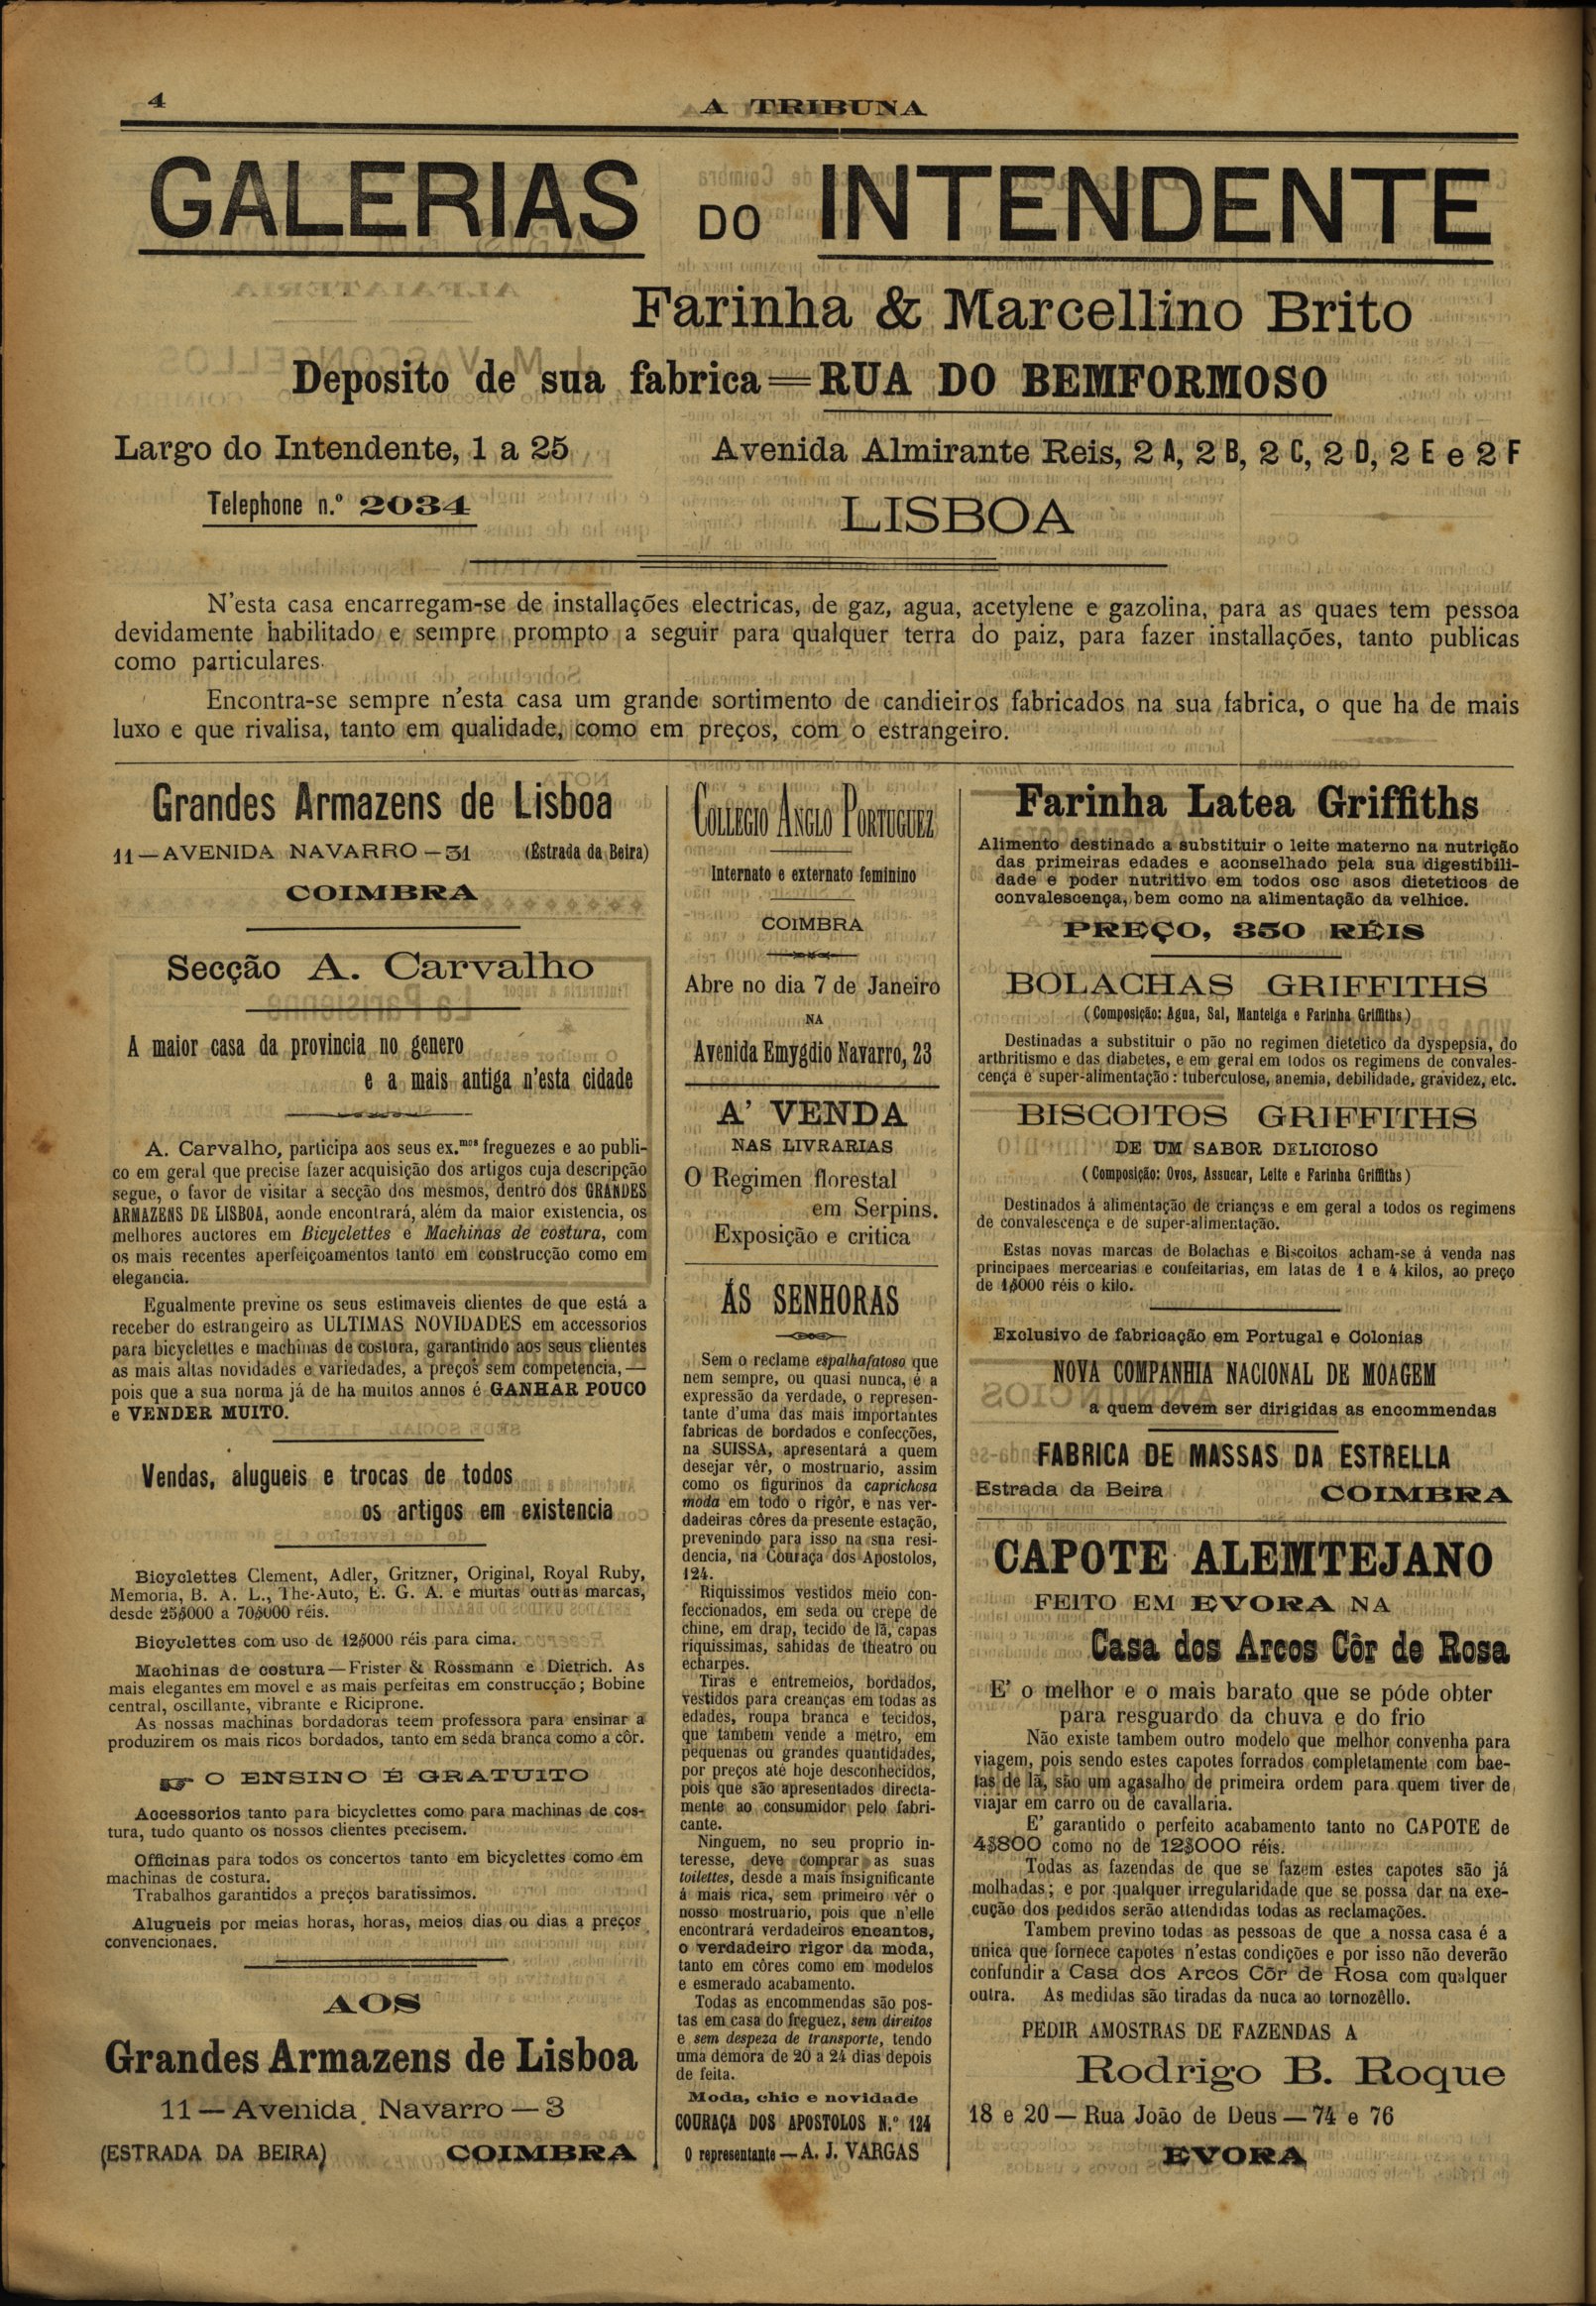 4
A TRIBUNA
GALERIAS DO INTENDENTE
Farinha & Marcellino Brito
Deposito de sua fabrica=RUA DO BEMFORMOSO
Largo do Intendente, 1 a 25
Avenida Almirante Reis, 2 A, 2 B, 2 C, 2 D, 2 E e 2 F
Telephone n.º 2034
LISBOA
N'esta casa encarregam-se de installações electricas, de gaz, agua, acetylene e gazolina, para as quaes tem pessoa
devidamente habilitado e sempre prompto a seguir para qualquer terra do paiz, para fazer installações, tanto publicas
como particulares.
Encontra-se sempre n'esta casa um grande sortimento de candieiros fabricados na sua fabrica, o que ha de mais
luxo e que rivalisa, tanto em qualidade, como em preços, com o estrangeiro.
Grandes Armazens de Lisboa
11—AVENIDA NAVARRO—31 (Estrada da Beira)
COIMBRA
Secção A. Carvalho
A maior casa da provincia no genero
e a mais antiga n'esta cidade
A. Carvalho, participa aos seus ex.mos freguezes e ao publi-
co em geral que precise fazer acquisição dos artigos cuja descripção
segue, o favor de visitar a secção dos mesmos, dentro dos GRANDES
ARMAZENS DE LISBOA, aonde encontrará, além da maior existencia, os
melhores auctores em Bicyclettes e Machinas de costura, com
os mais recentes aperfeiçoamentos tanto em construcção como em
elegancia.
Egualmente previne os seus estimaveis clientes de que está a
receber do estrangeiro as ULTIMAS NOVIDADES em accessorios
para bicyclettes e machinas de costura, garantindo aos seus clientes
as mais altas novidades e variedades, a preços sem competencia,—
pois que a sua norma já de ha muitos annos é GANHAR POUCO
e VENDER MUITO.
Vendas, alugueis e trocas de todos
os artigos em existencia
Bicyclettes Clement, Adler, Gritzner, Original, Royal Ruby,
Memoria, B. A. L., The-Auto, E. G. A. e muitas outras marcas,
desde 25$000 a 70$000 réis.
Bicyclettes com uso de 12$000 réis para cima.
Machinas de costura—Frister & Rossmann e Dietrich. As
mais elegantes em movel e as mais perfeitas em construcção; Bobine
central, oscillante, vibrante e Riciprone.
As nossas machinas bordadoras teem professora para ensinar a
produzirem os mais ricos bordados, tanto em seda branca como a côr.
☞ O ENSINO É GRATUITO
Accessorios tanto para bicyclettes como para machinas de cos-
tura, tudo quanto os nossos clientes precisem.
Officinas para todos os concertos tanto em bicyclettes como em
machinas de costura.
Trabalhos garantidos a preços baratissimos.
Alugueis por meias horas, horas, meios dias ou dias a preços
convencionaes.
AOS
Grandes Armazens de Lisboa
11—Avenida Navarro—3
(ESTRADA DA BEIRA) COIMBRA
COLLEGIO ANGLO PORTUGUEZ
Internato e externato feminino
COIMBRA
Abre no dia 7 de Janeiro
NA
Avenida Emygdio Navarro, 23
A' VENDA
NAS LIVRARIAS
O Regimen florestal
em Serpins.
Exposição e critica
ÁS SENHORAS
Sem o reclame espalhafatoso que
nem sempre, ou quasi nunca, é a
expressão da verdade, o represen-
tante d'uma das mais importantes
fabricas de bordados e confecções,
na SUISSA, apresentará a quem
desejar vêr, o mostruario, assim
como os figurinos da caprichosa
moda em todo o rigôr, e nas ver-
dadeiras côres da presente estação,
prevenindo para isso na sua resi-
dencia, na Couraça dos Apostolos,
124.
Riquissimos vestidos meio con-
feccionados, em seda ou crepe de
chine, em drap, tecido de lã, capas
riquissimas, sahidas de theatro ou
echarpes.
Tiras e entremeios, bordados,
vestidos para creanças em todas as
edades, roupa branca e tecidos,
que tambem vende a metro, em
pequenas ou grandes quantidades,
por preços até hoje desconhecidos,
pois que são apresentados directa-
mente ao consumidor pelo fabri-
cante.
Ninguem, no seu proprio in-
teresse, deve comprar as suas
toilettes, desde a mais insignificante
á mais rica, sem primeiro vêr o
nosso mostruario, pois que n'elle
encontrará verdadeiros encantos,
o verdadeiro rigor da moda,
tanto em côres como em modelos
e esmerado acabamento.
Todas as encommendas são pos-
tas em casa do freguez, sem direitos
e sem despeza de transporte, tendo
uma demora de 20 a 24 dias depois
de feita.
Moda, chic e novidade
COURAÇA DOS APOSTOLOS N.º 124
O representante—A. J. VARGAS
Farinha Latea Griffiths
Alimento destinado a substituir o leite materno na nutrição
das primeiras edades e aconselhado pela sua digestibili-
dade e poder nutritivo em todos osc asos dieteticos de
convalescença, bem como na alimentação da velhice.
PREÇO, 350 RÉIS
BOLACHAS GRIFFITHS
(Composição: Agua, Sal, Manteiga e Farinha Griffiths)
Destinadas a substituir o pão no regimen dietetico da dyspepsia, do
arthritismo e das diabetes, e em geral em todos os regimens de convales-
cença e super-alimentação: tuberculose, anemia, debilidade, gravidez, etc.
BISCOITOS GRIFFITHS
DE UM SABOR DELICIOSO
(Composição: Ovos, Assucar, Leite e Farinha Griffiths)
Destinados á alimentação de crianças e em geral a todos os regimens
de convalescença e de super-alimentação.
Estas novas marcas de Bolachas e Biscoitos acham-se á venda nas
principaes mercearias e confeitarias, em latas de 1 e 4 kilos, ao preço
de 1$000 réis o kilo.
Exclusivo de fabricação em Portugal e Colonias
NOVA COMPANHIA NACIONAL DE MOAGEM
a quem devem ser dirigidas as encommendas
FABRICA DE MASSAS DA ESTRELLA
Estrada da Beira COIMBRA
CAPOTE ALEMTEJANO
FEITO EM EVORA NA
Casa dos Arcos Côr de Rosa
E' o melhor e o mais barato que se póde obter
para resguardo da chuva e do frio
Não existe tambem outro modelo que melhor convenha para
viagem, pois sendo estes capotes forrados completamente com bae-
tas de lã, são um agasalho de primeira ordem para quem tiver de
viajar em carro ou de cavallaria.
E' garantido o perfeito acabamento tanto no CAPOTE de
4$800 como no de 12$000 réis.
Todas as fazendas de que se fazem estes capotes são já
molhadas; e por qualquer irregularidade que se possa dar na exe-
cução dos pedidos serão attendidas todas as reclamações.
Tambem previno todas as pessoas de que a nossa casa é a
unica que fornece capotes n'estas condições e por isso não deverão
confundir a Casa dos Arcos Côr de Rosa com qualquer
outra. As medidas são tiradas da nuca ao tornozêllo.
PEDIR AMOSTRAS DE FAZENDAS A
Rodrigo B. Roque
18 e 20—Rua João de Deus—74 e 76
EVORA